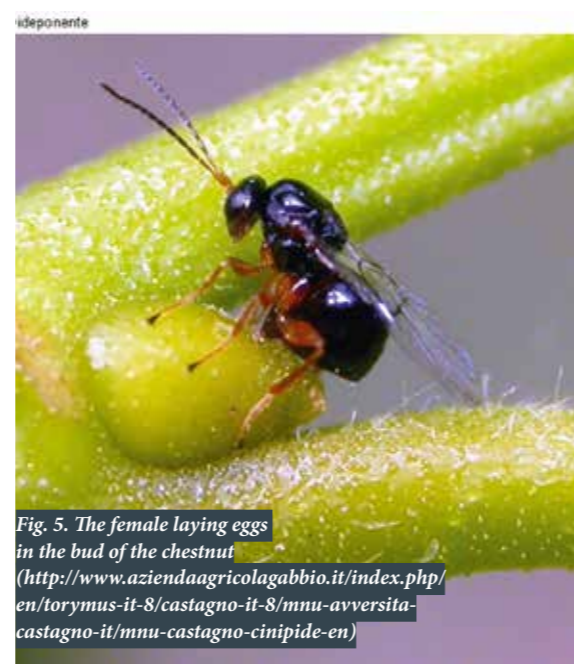 ideponente
Fig. 5. The female laying eggs
in the bud of the chestnut
(http://www.aziendaagricolagabbio.it/index.php/
en/torymus-it-8/castagno-it-8/mnu-avversita-
castagno-it/mnu-castagno-cinipide-en)